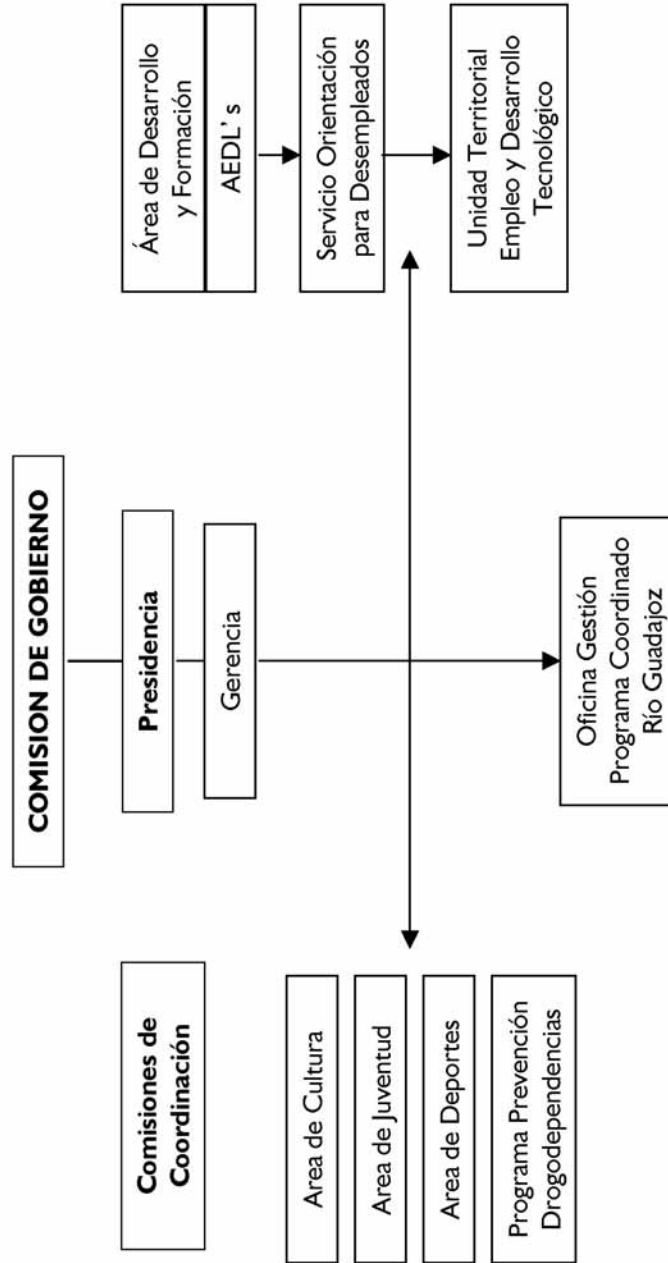 COMISION DE GOBIERNO
Comisiones de
Coordinación
Presidencia
Área de Desarrollo
y Formación
Gerencia
AEDL's
Area de Cultura
Servicio Orientación
para Desempleados
Area de Juventud
Area de Deportes
Unidad Territorial
Empleo y Desarrollo
Tecnológico
Programa Prevención
Drogodependencias
Oficina Gestión
Programa Coordinado
Río Guadajoz